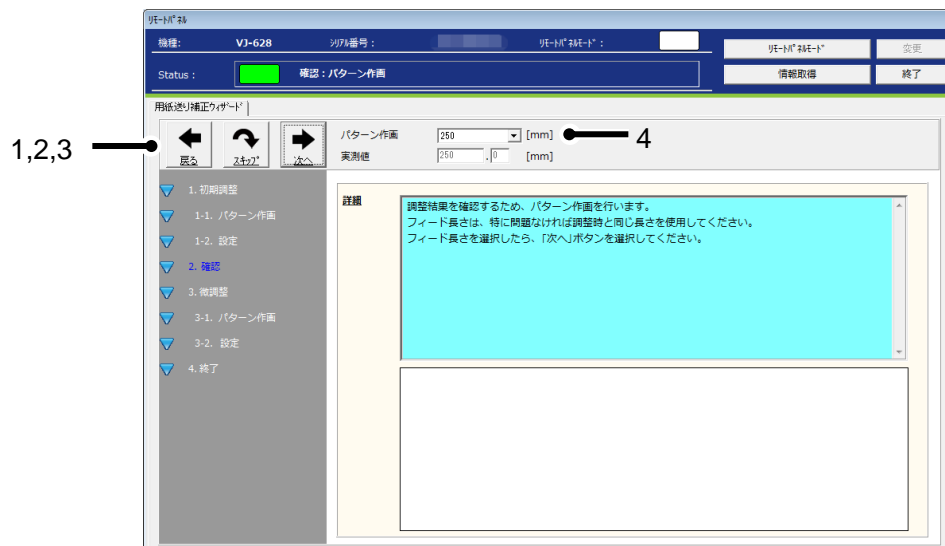 ﾘﾓｰﾄﾊﾟﾈﾙ
機種: VJ-628 ｼﾘｱﾙ番号： ﾘﾓｰﾄﾊﾟﾈﾙﾓｰﾄﾞ： ﾘﾓｰﾄﾊﾟﾈﾙﾓｰﾄﾞ 変更
Status : 確認：パターン作画 情報取得 終了
用紙送り補正ｳｨｻﾞｰﾄﾞ
1,2,3
戻る ｽｷｯﾌﾟ 次へ
パターン作画 250 [mm] 4
実測値 250 . 0 [mm]
1. 初期調整
1-1. パターン作画
1-2. 設定
2. 確認
3. 微調整
3-1. パターン作画
3-2. 設定
4. 終了
詳細
調整結果を確認するため、パターン作画を行います。
フィード長さは、特に問題なければ調整時と同じ長さを使用してください。
フィード長さを選択したら、「次へ」ボタンを選択してください。